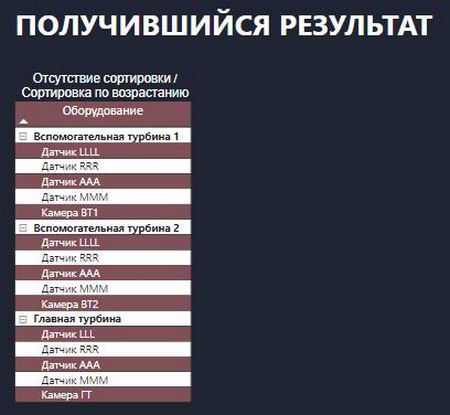 ПОЛУЧИВШИЙСЯ РЕЗУЛЬТАТ
Отсутствие сортировки /
Сортировка по возрастанию
Оборудование
Вспомогательная турбина 1
Датчик LLLL
Датчик RRR
Датчик AAA
Датчик MMM
Камера ВТ1
Вспомогательная турбина 2
Датчик LLLL
Датчик RRR
Датчик AAA
Датчик MMM
Камера ВТ2
Главная турбина
Датчик LLL
Датчик RRR
Датчик AAA
Датчик MMM
Камера ГТ